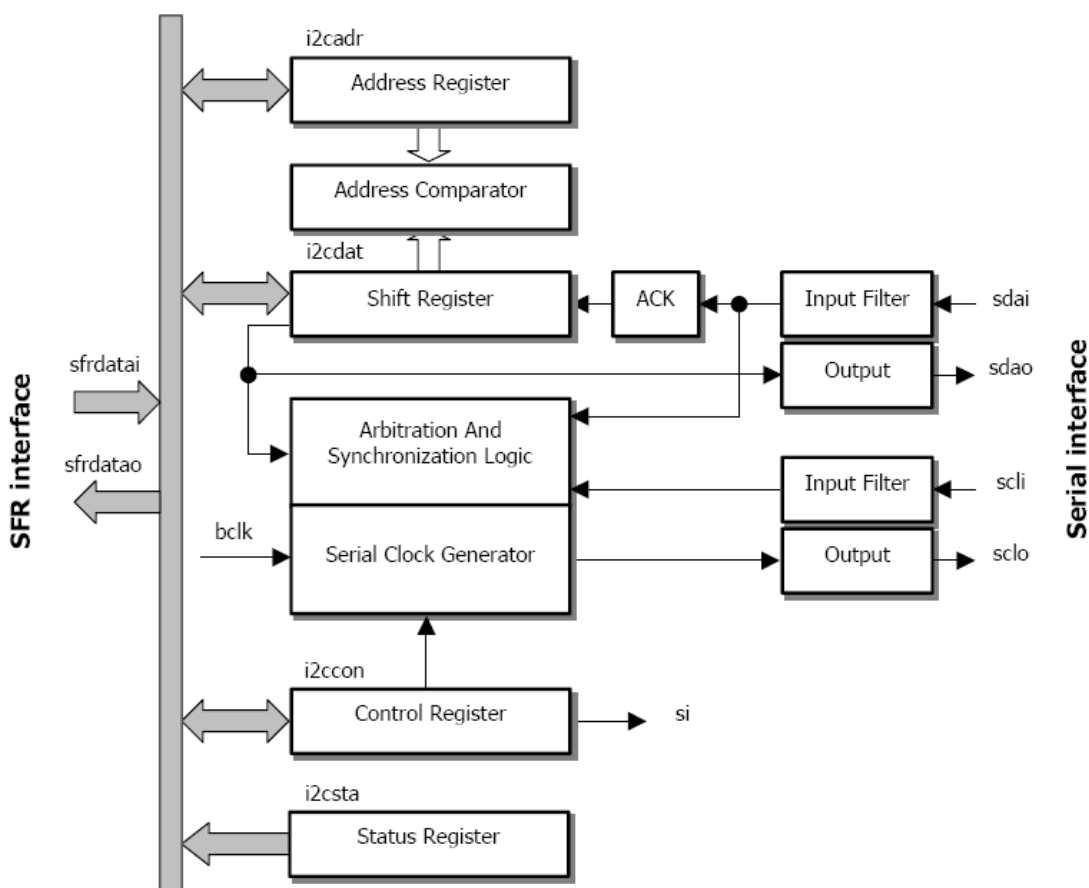 i2cadr
Address Register
Address Comparator
i2cdat
Shift Register
ACK
Input Filter
sdai
sfrdatai
Output
sdao
SFR interface
Serial interface
Arbitration And
Synchronization Logic
sfrdatao
Input Filter
scli
bclk
Serial Clock Generator
Output
sclo
i2ccon
Control Register
si
i2csta
Status Register